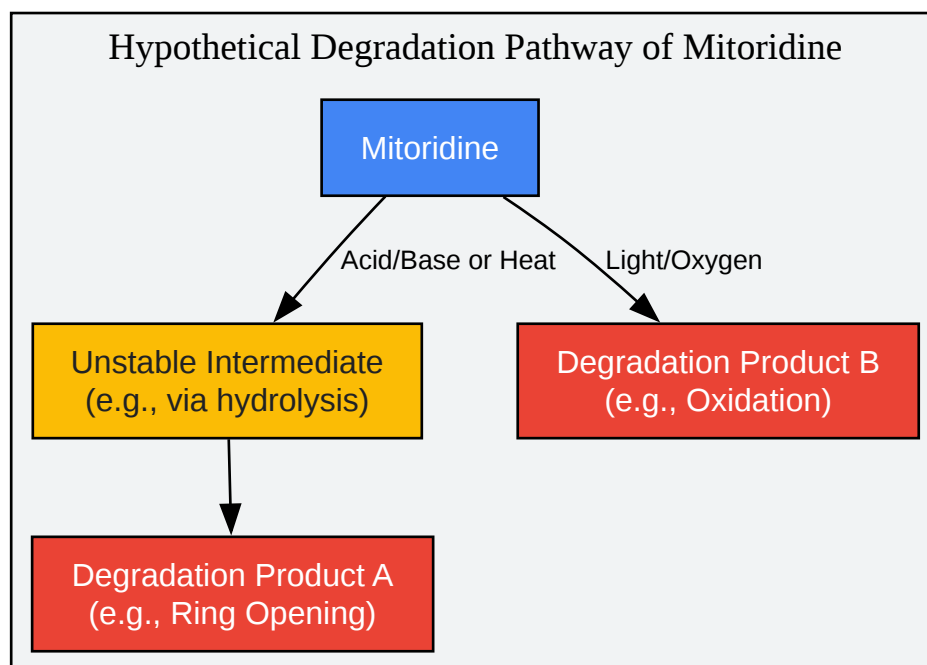 Hypothetical Degradation Pathway of Mitoridine
Mitoridine
Acid/Base or Heat
Light/Oxygen
Unstable Intermediate
(e.g., via hydrolysis)
Degradation Product B
(e.g., Oxidation)
Degradation Product A
(e.g., Ring Opening)